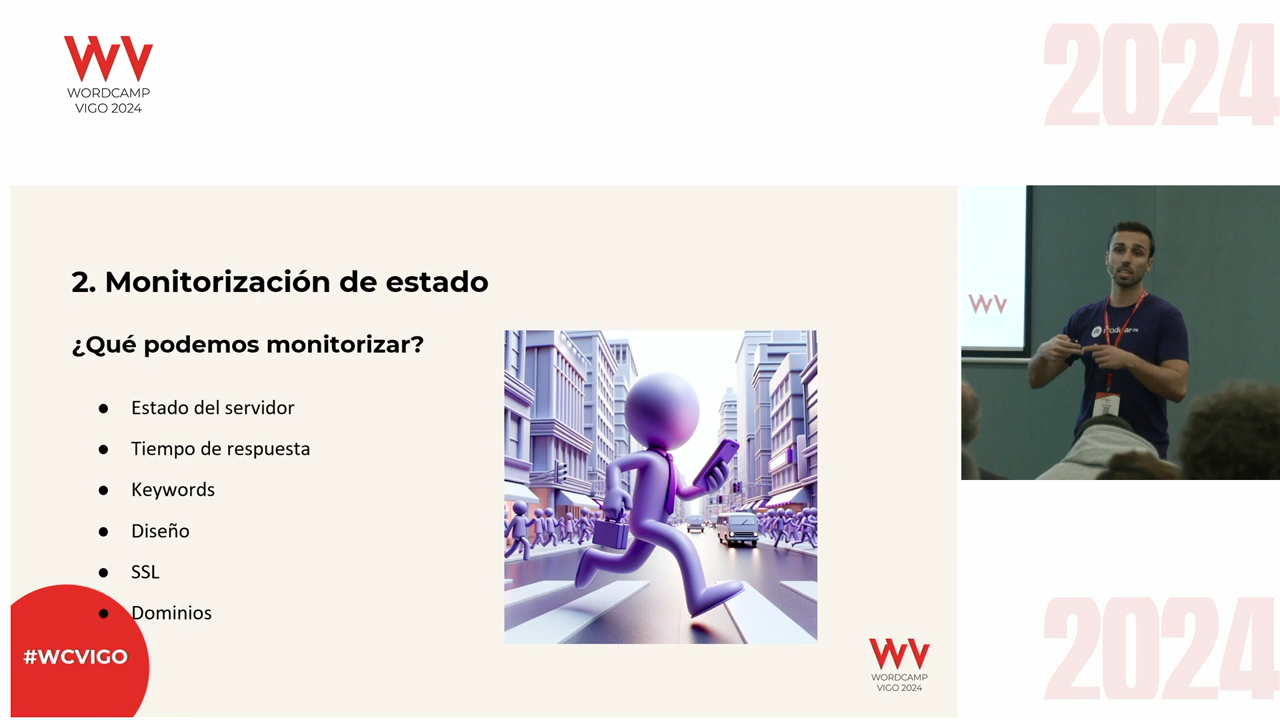 WORDCAMP
VIGO 2024
2024
2. Monitorización de estado
¿Qué podemos monitorizar?
● Estado del servidor
● Tiempo de respuesta
● Keywords
● Diseño
● SSL
● Dominios
#WCVIGO
WORDCAMP
VIGO 2024
2024